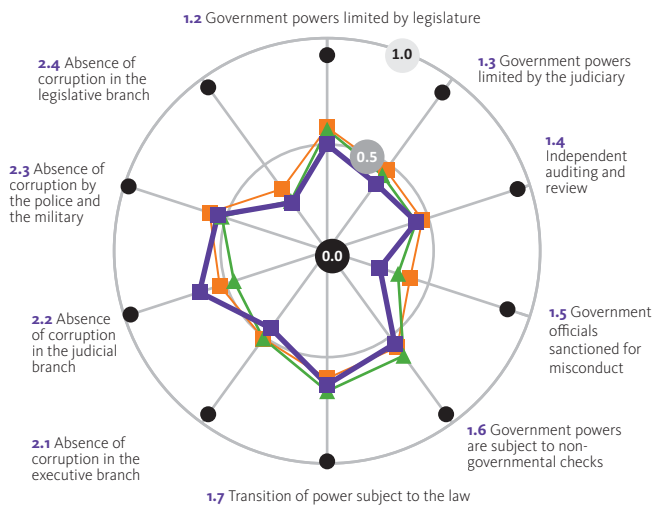 1.2 Government powers limited by legislature
1.0
1.3 Government powers
limited by the judiciary
1.4
Independent
auditing and
review
1.5 Government
officials
sanctioned for
misconduct
1.6 Government powers
are subject to non-
governmental checks
1.7 Transition of power subject to the law
2.1 Absence of
corruption in the
executive branch
2.2 Absence
of corruption
in the judicial
branch
2.3 Absence of
corruption by
the police and
the military
2.4 Absence of
corruption in the
legislative branch
0.5
0.0